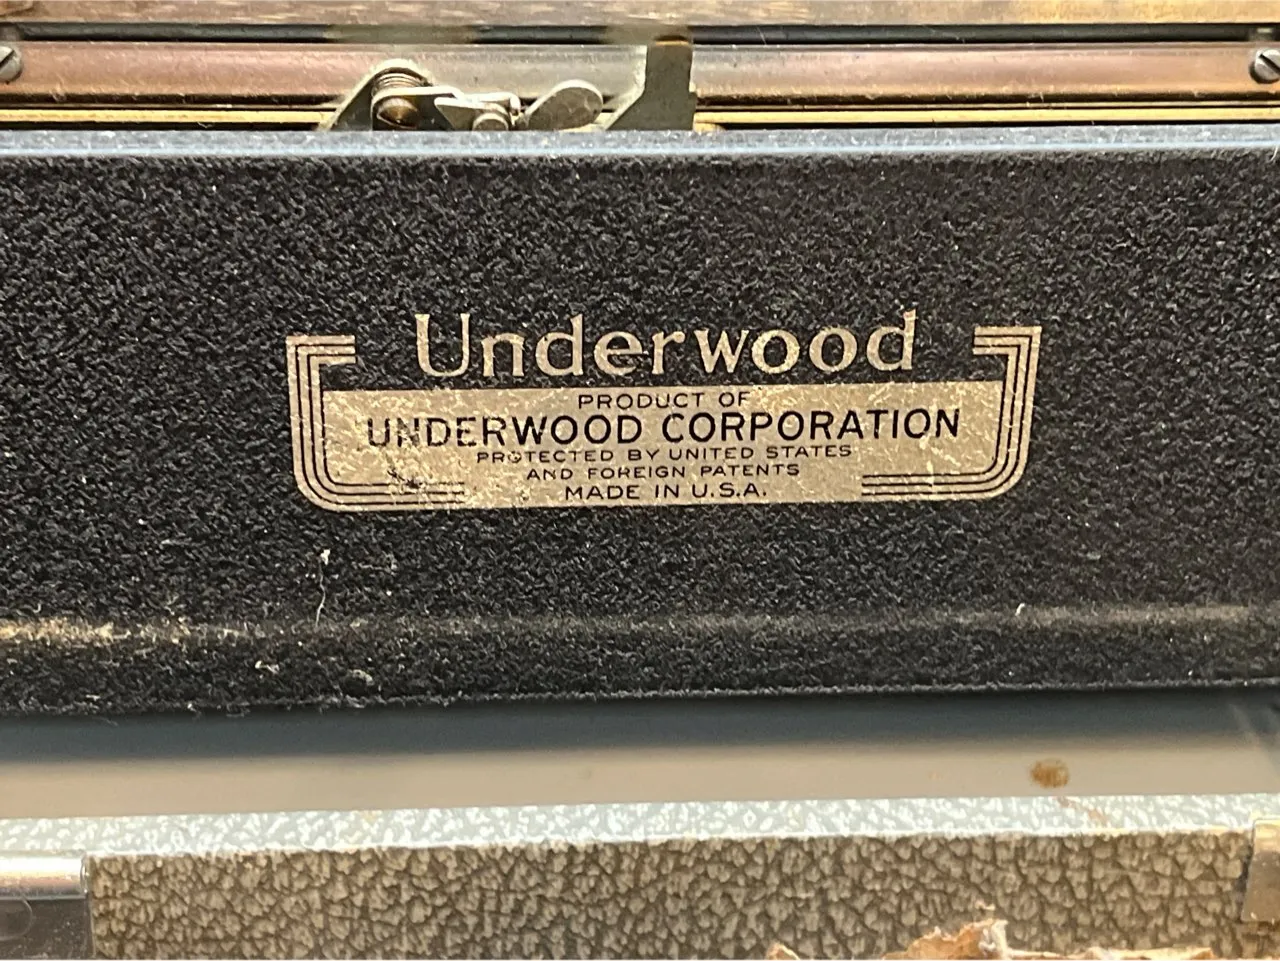 Underwood
PRODUCT OF
UNDERWOOD CORPORATION
PROTECTED BY UNITED STATES
AND FOREIGN PATENTS
MADE IN U.S.A.